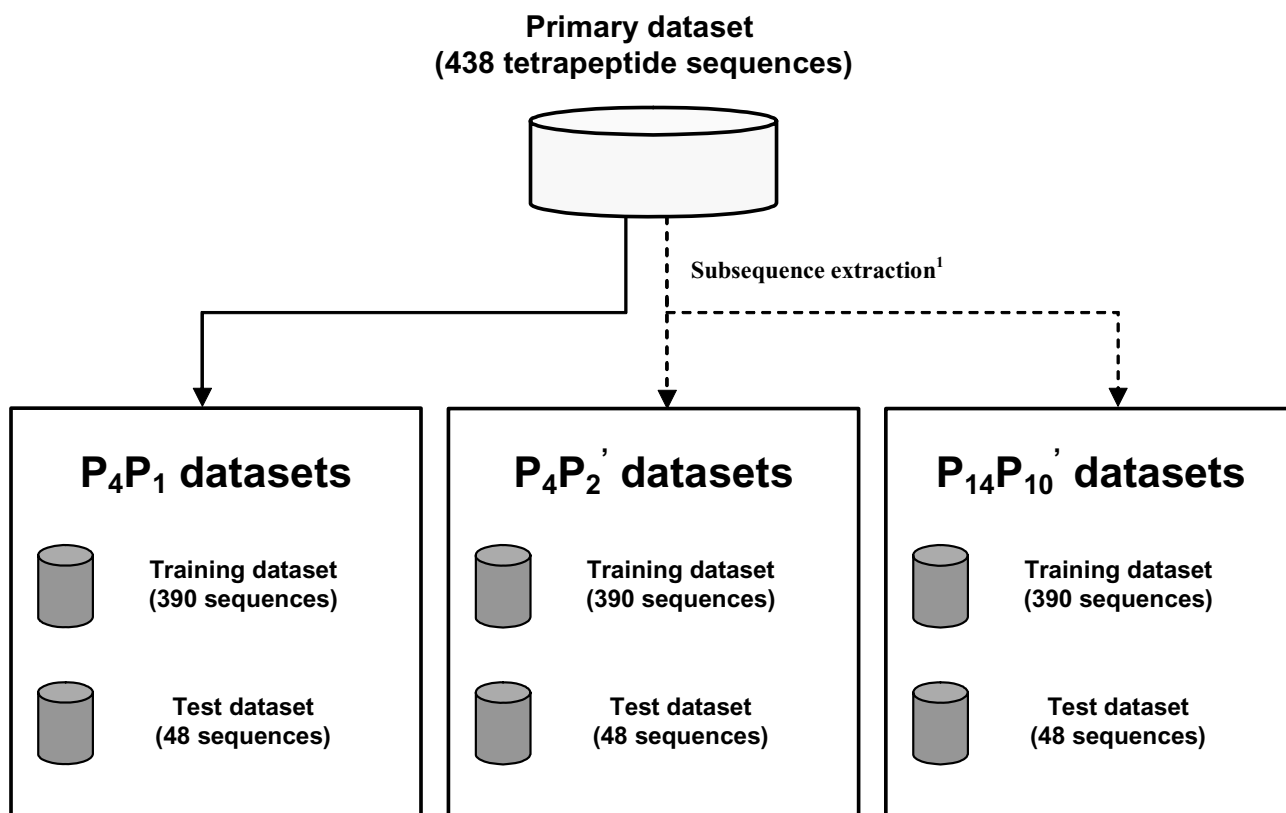 Primary dataset
(438 tetrapeptide sequences)
Subsequence extraction¹
P₄P₁ datasets
Training dataset
(390 sequences)
Test dataset
(48 sequences)
P₄P₂’ datasets
Training dataset
(390 sequences)
Test dataset
(48 sequences)
P₁₄P₁₀’ datasets
Training dataset
(390 sequences)
Test dataset
(48 sequences)